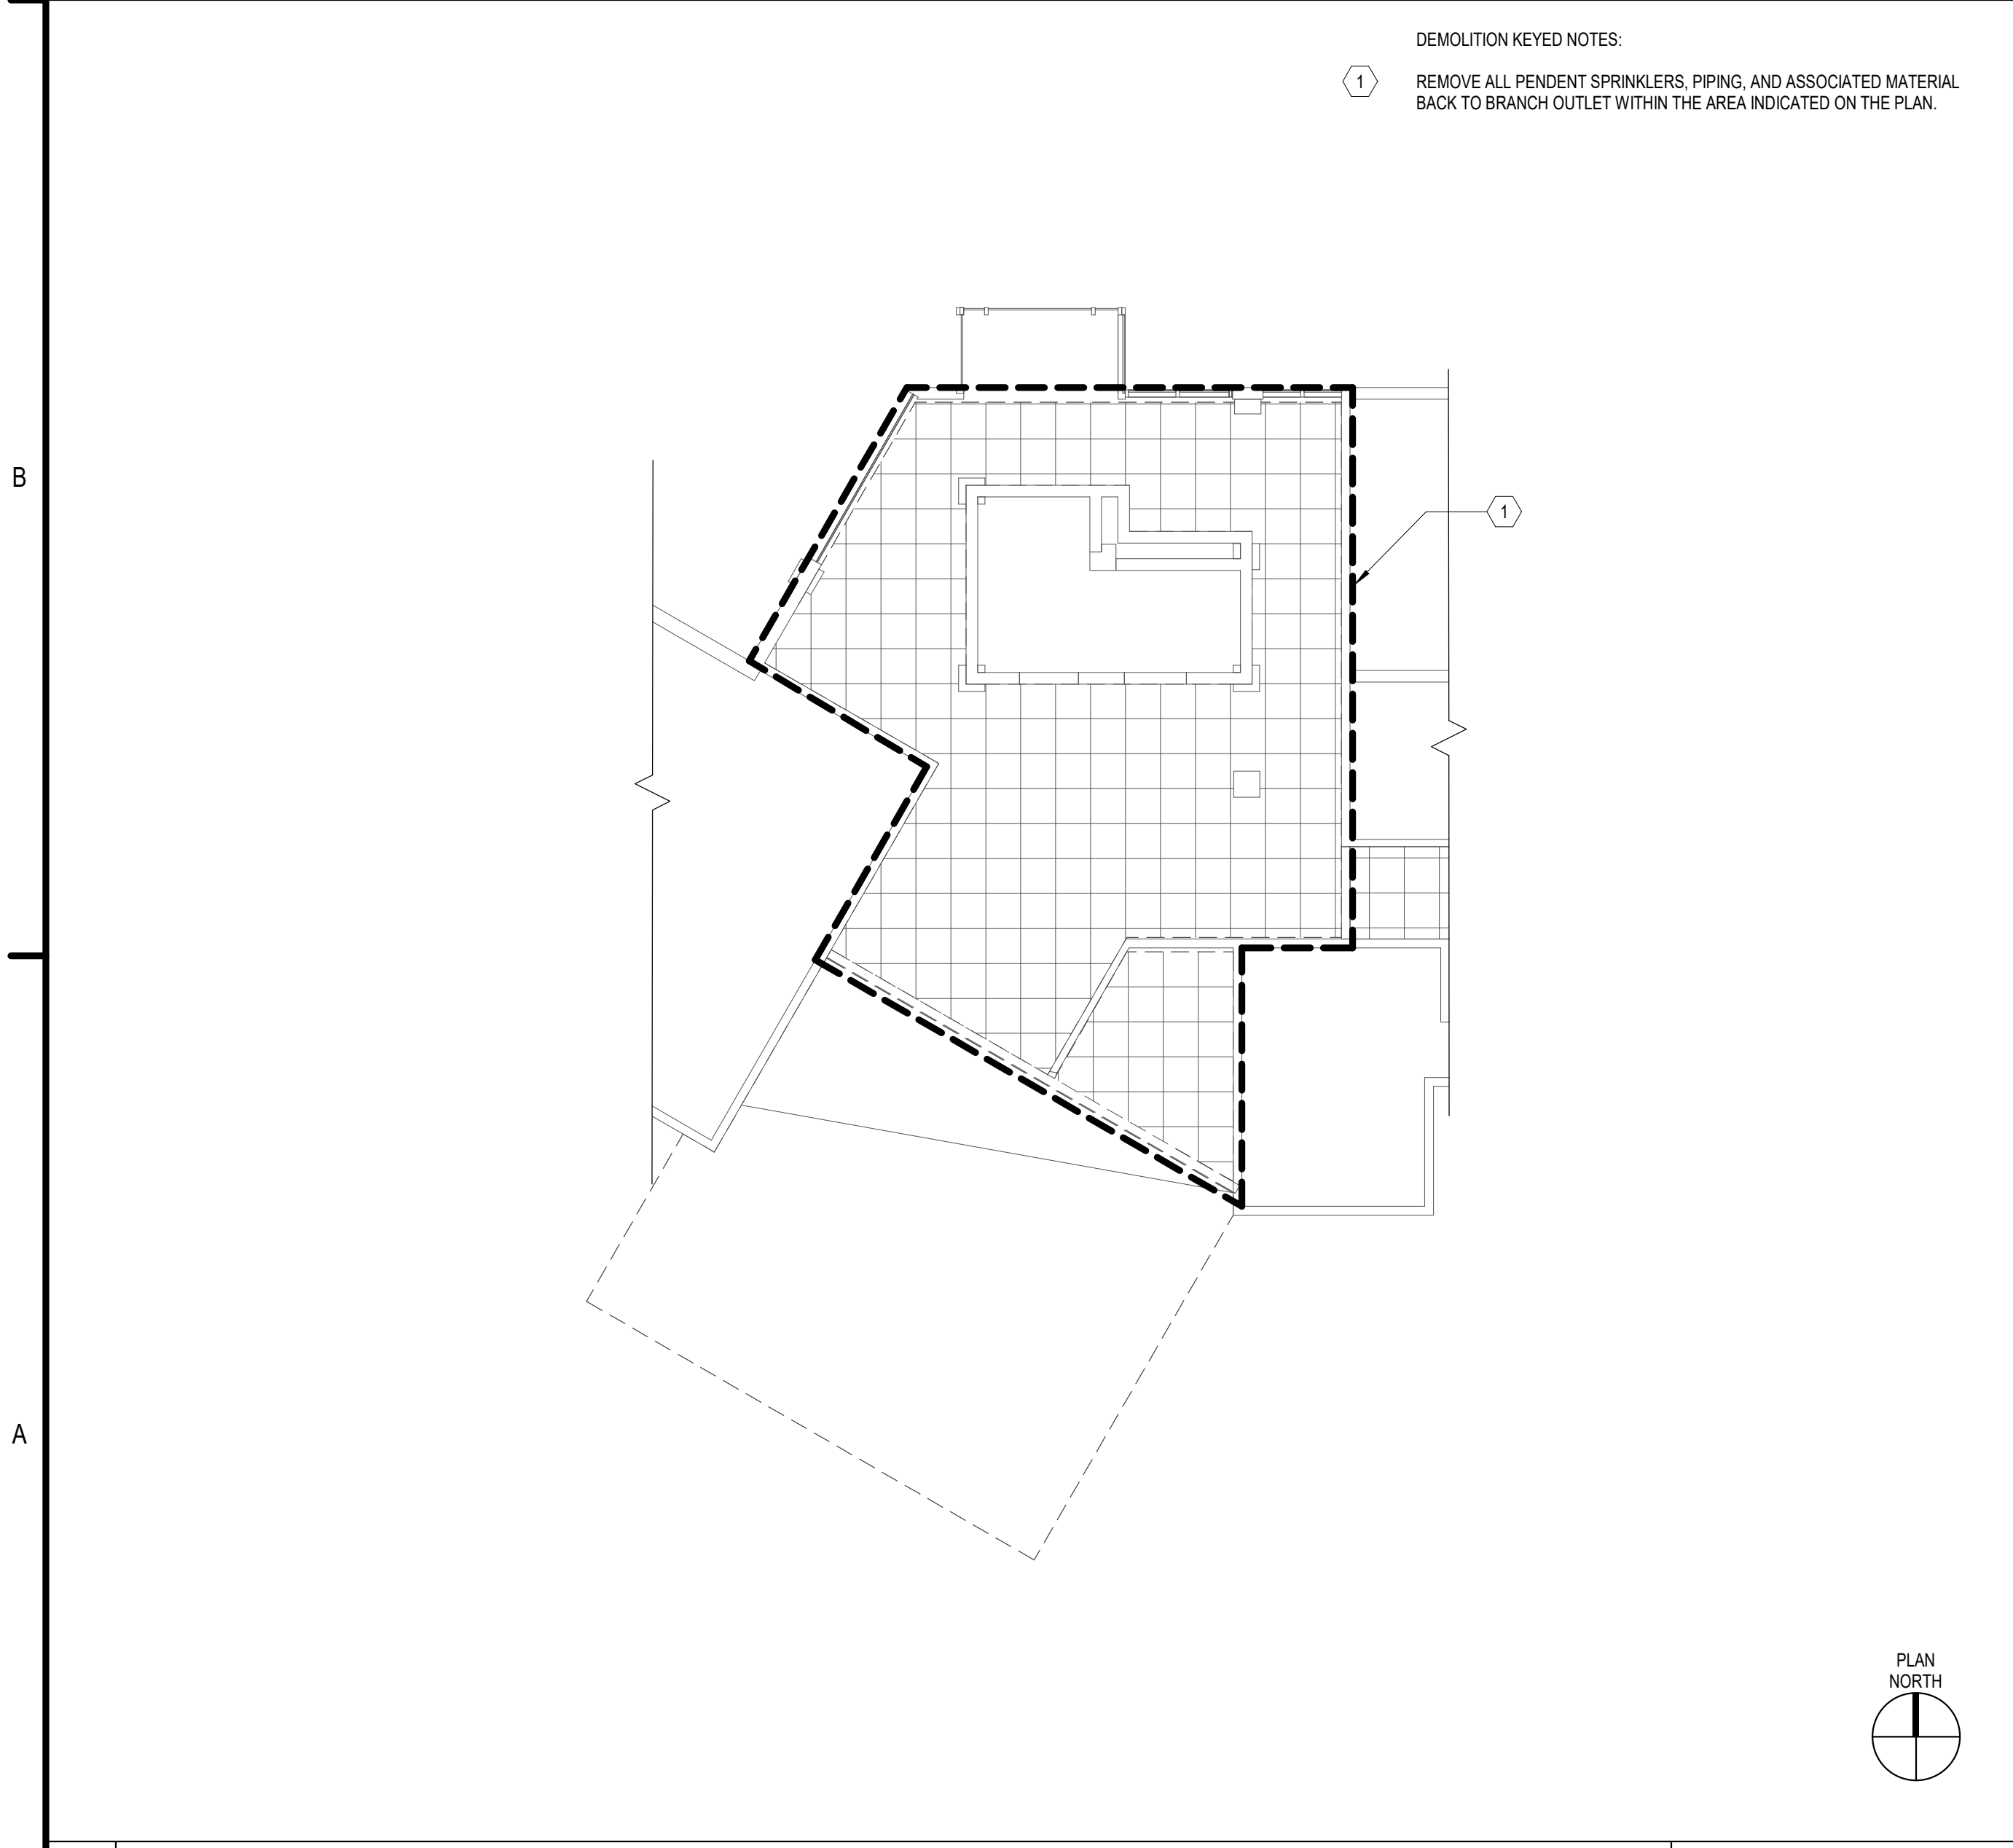 DEMOLITION KEYED NOTES:
1
REMOVE ALL PENDENT SPRINKLERS, PIPING, AND ASSOCIATED MATERIAL
BACK TO BRANCH OUTLET WITHIN THE AREA INDICATED ON THE PLAN.
B
1
A
PLAN
NORTH